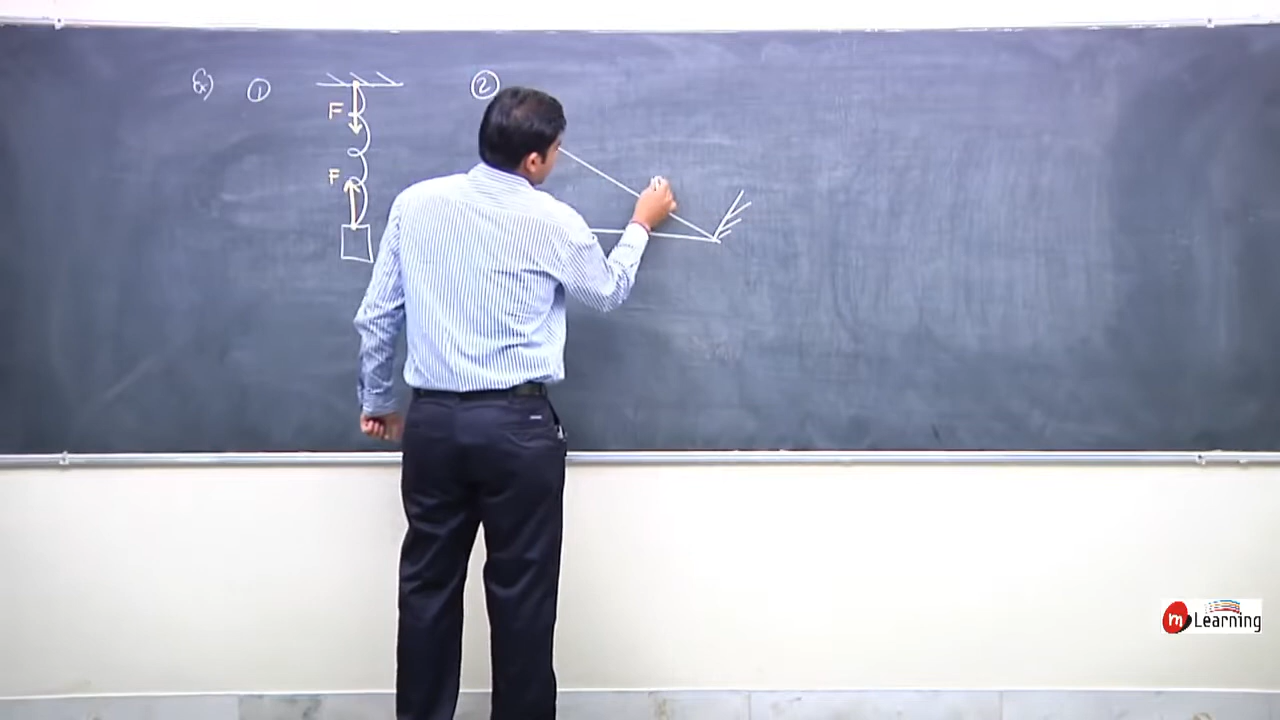 Ex) ① ②
F
F
m Learning